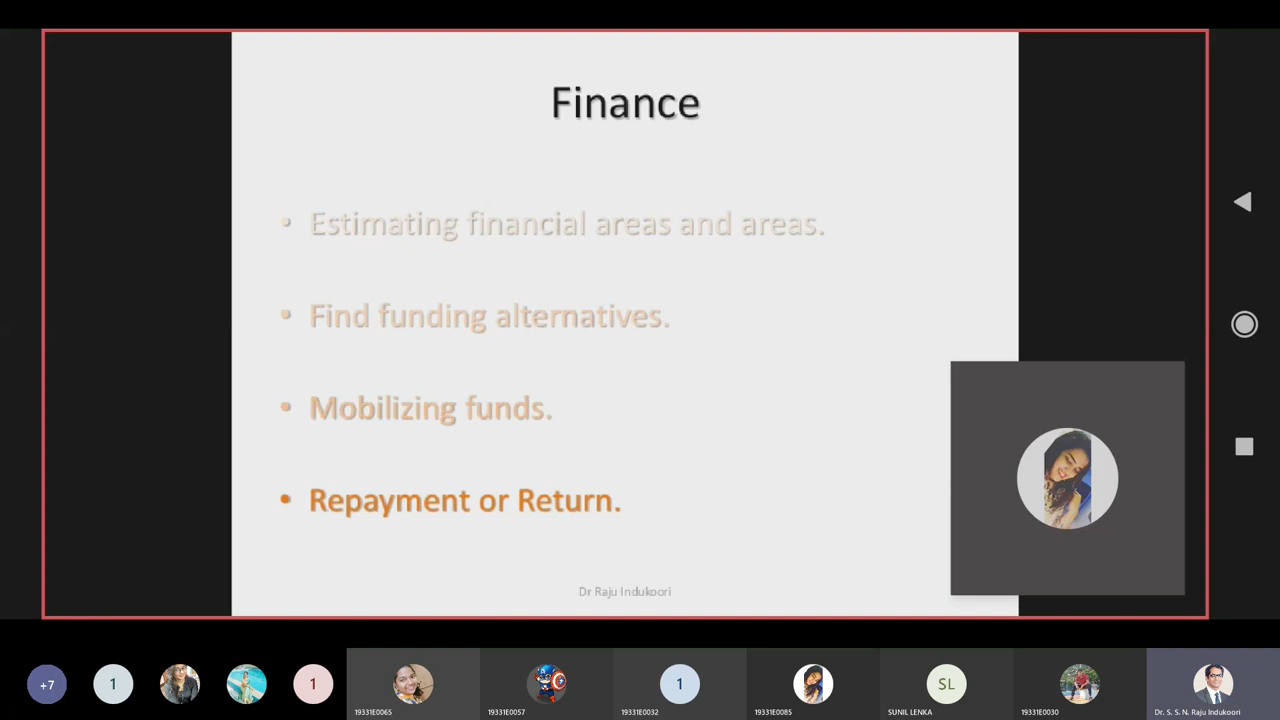 Finance
• Estimating financial areas and areas.
• Find funding alternatives.
• Mobilizing funds.
• Repayment or Return.
Dr Raju Indukoori
+7
1
1
1
SL
19331E0065
19331E0057
19331E0032
19331E0085
SUNIL LENKA
19331E0030
Dr. S. S. N. Raju Indukoori